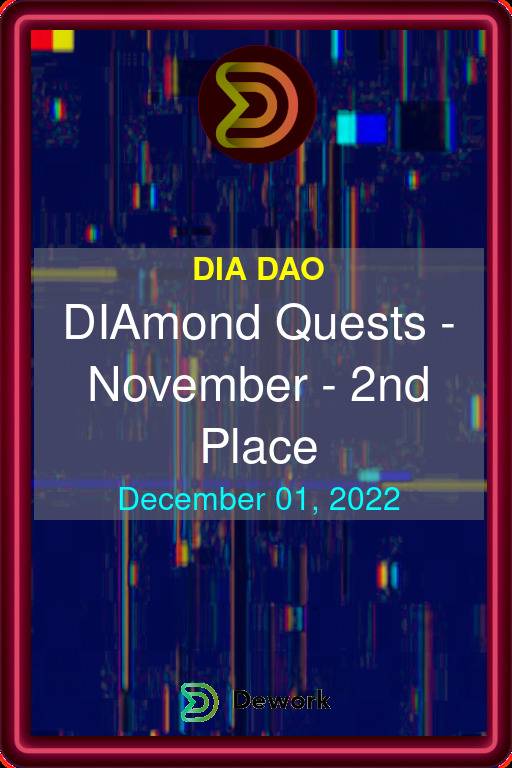 DIA DAO
DIAmond Quests -
November - 2nd
Place
December 01, 2022
Dework